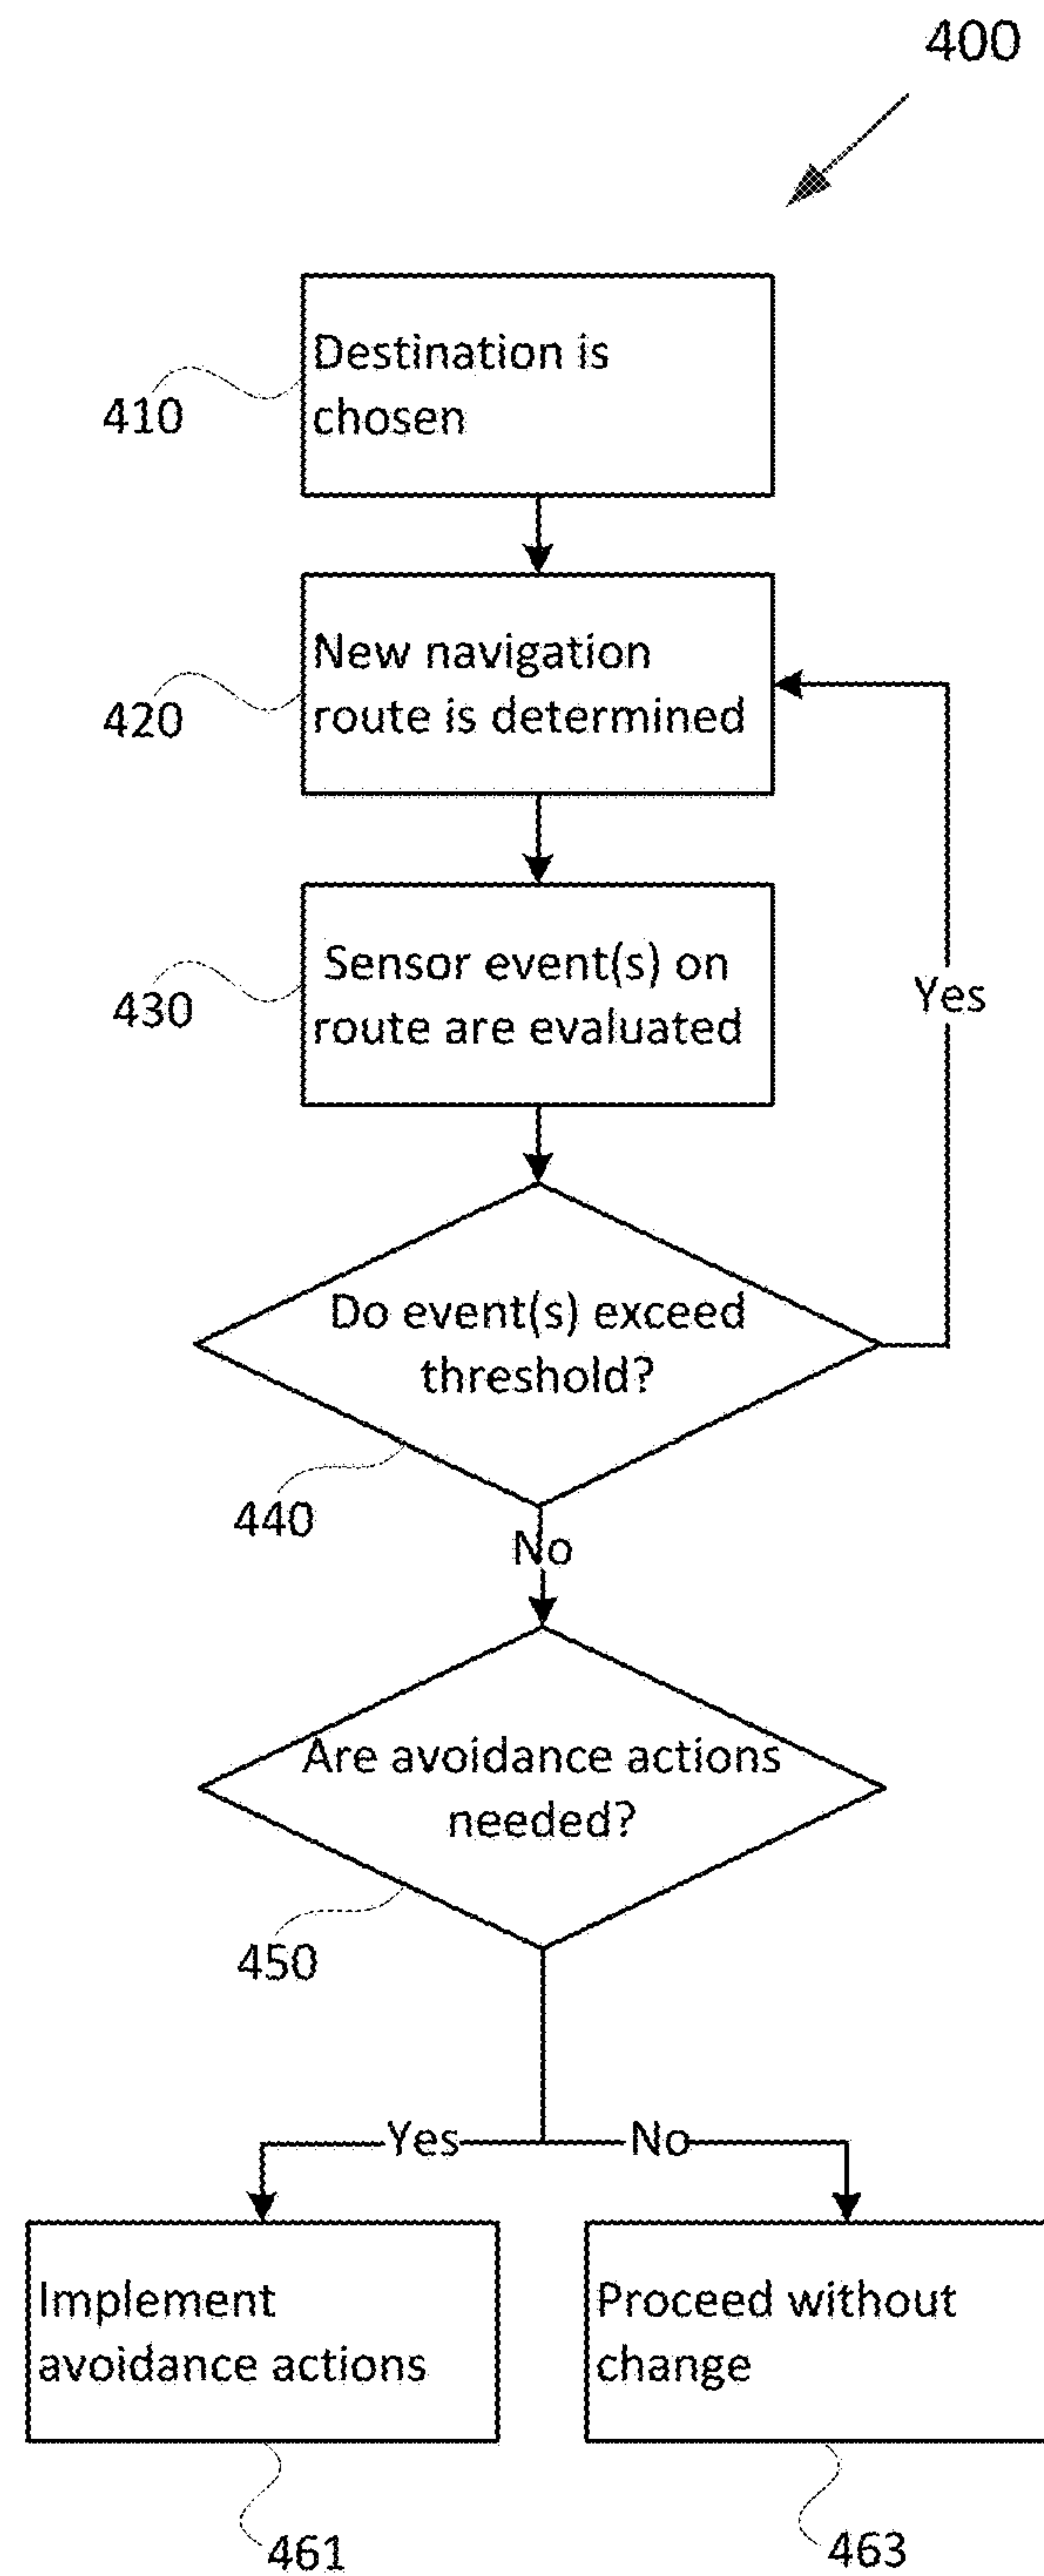 400
Destination is
chosen
410
New navigation
route is determined
420
Sensor event(s) on
route are evaluated
430
Yes
Do event(s) exceed
threshold?
440
No
Are avoidance actions
needed?
450
Yes
No
Implement
avoidance actions
Proceed without
change
461
463